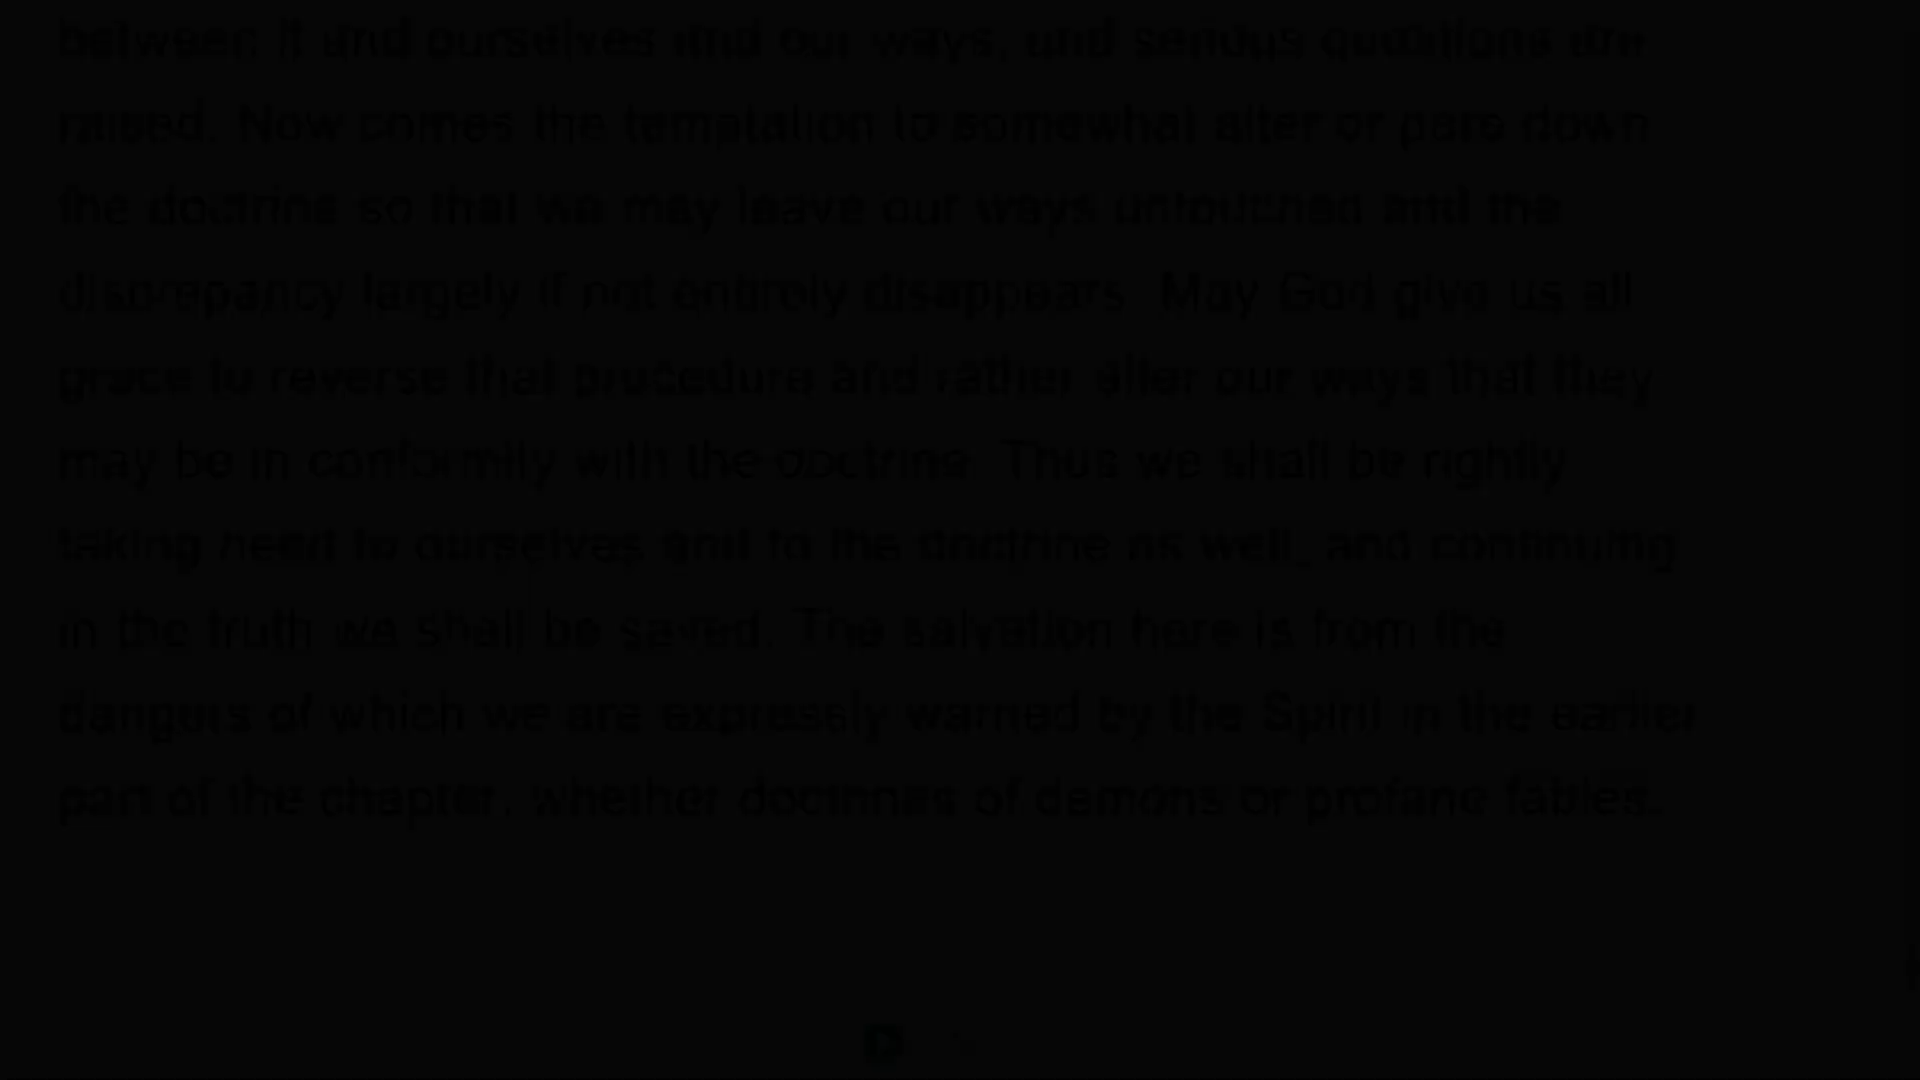 between it and ourselves and our ways, and serious questions are
raised. Now comes the temptation to somewhat alter or pare down
the doctrine so that we may leave our ways untouched and the
discrepancy largely if not entirely disappears. May God give us all
grace to reverse that procedure and rather alter our ways that they
may be in conformity with the doctrine. Thus we shall be rightly
taking heed to ourselves and to the doctrine as well, and continuing
in the truth we shall be saved. The salvation here is from the
dangers of which we are expressly warned by the Spirit in the earlier
part of the chapter, whether doctrines of demons or profane fables.